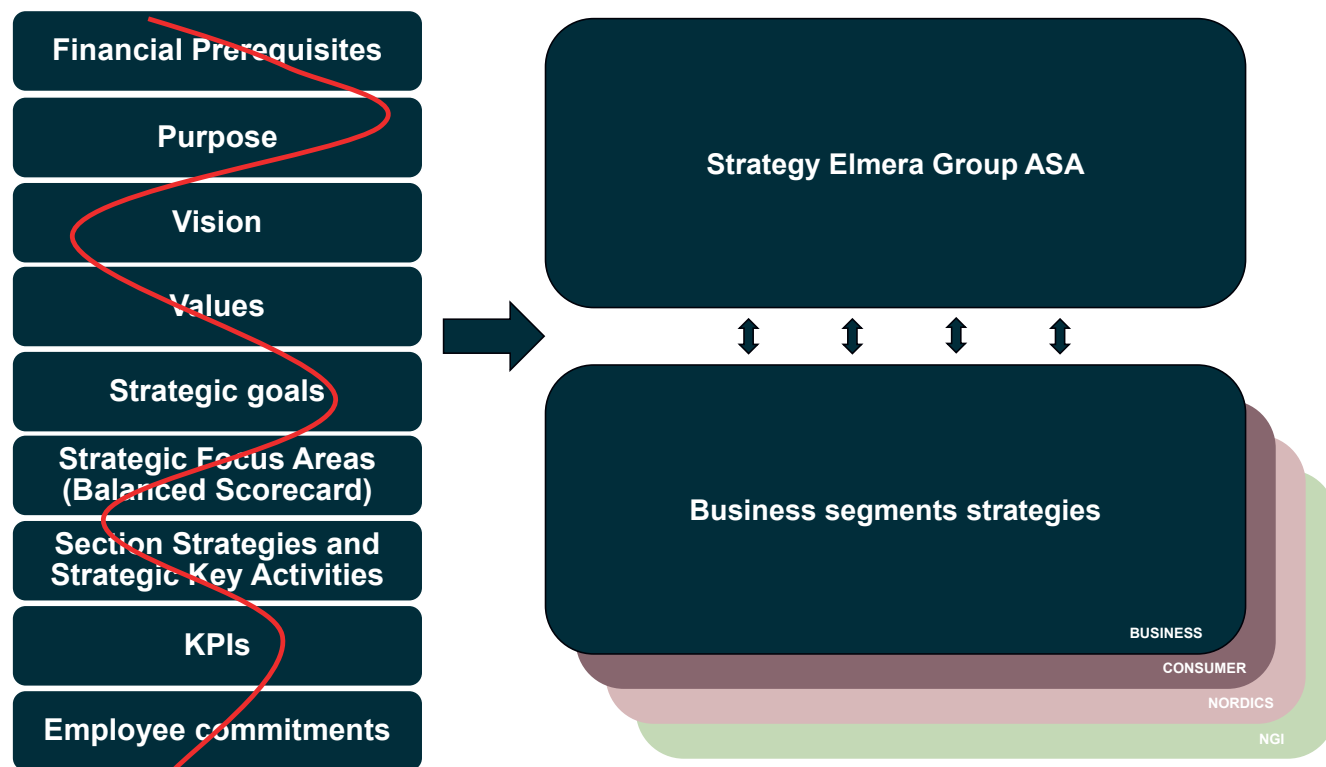 Financial Prerequisites
Purpose
Vision
Values
Strategic goals
Strategic Focus Areas
(Balanced Scorecard)
Section Strategies and
Strategic Key Activities
KPIs
Employee commitments
Strategy Elmera Group ASA
Business segments strategies
BUSINESS
CONSUMER
NORDICS
NGI